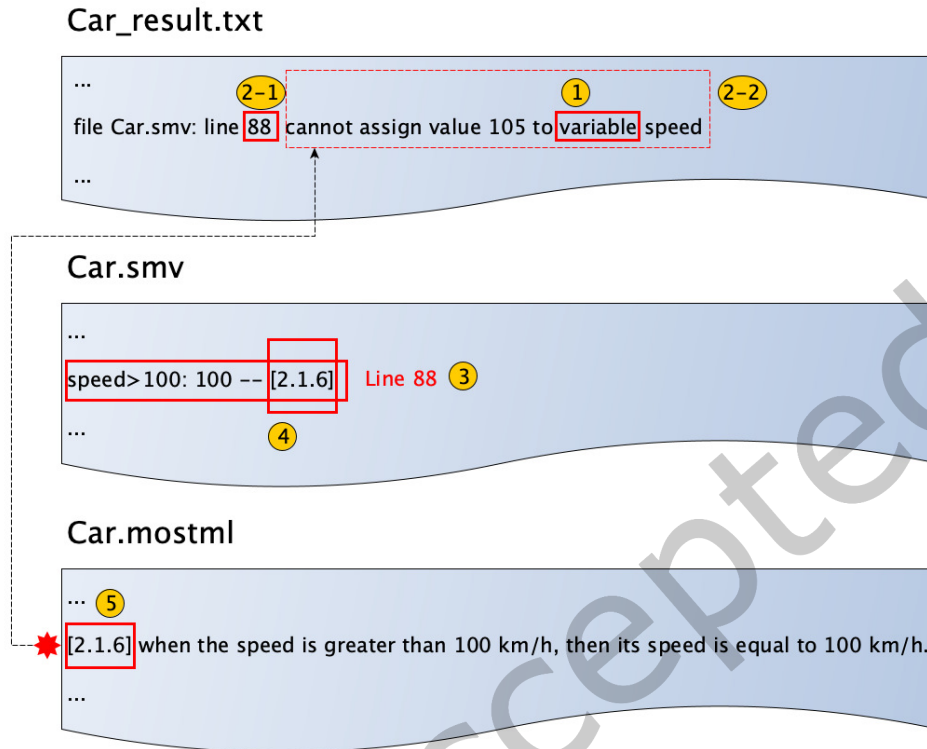 Car_result.txt
...
2-1 1 2-2
file Car.smv: line 88 cannot assign value 105 to variable speed
...
Car.smv
...
speed>100: 100 -- [2.1.6] Line 88 3
... 4
Car.mostml
... 5
[2.1.6] when the speed is greater than 100 km/h, then its speed is equal to 100 km/h.
...
ccepted